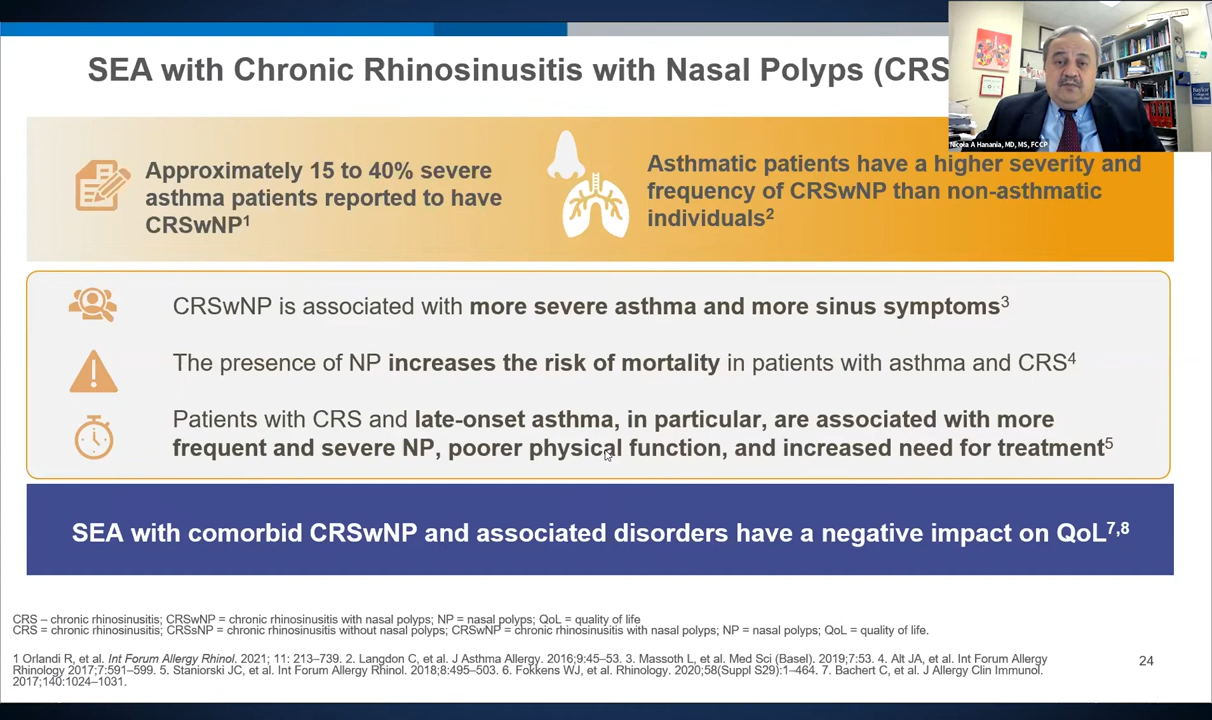 SEA with Chronic Rhinosinusitis with Nasal Polyps (CRS
Nicola A Hanania, MD, MS, FCCP
Approximately 15 to 40% severe
asthma patients reported to have
CRSwNP1
Asthmatic patients have a higher severity and
frequency of CRSwNP than non-asthmatic
individuals2
CRSwNP is associated with more severe asthma and more sinus symptoms3
The presence of NP increases the risk of mortality in patients with asthma and CRS4
Patients with CRS and late-onset asthma, in particular, are associated with more
frequent and severe NP, poorer physical function, and increased need for treatment5
SEA with comorbid CRSwNP and associated disorders have a negative impact on QoL7,8
CRS – chronic rhinosinusitis; CRSwNP = chronic rhinosinusitis with nasal polyps; NP = nasal polyps; QoL = quality of life
CRS = chronic rhinosinusitis; CRSsNP = chronic rhinosinusitis without nasal polyps; CRSwNP = chronic rhinosinusitis with nasal polyps; NP = nasal polyps; QoL = quality of life.
1 Orlandi R, et al. Int Forum Allergy Rhinol. 2021; 11: 213–739. 2. Langdon C, et al. J Asthma Allergy. 2016;9:45–53. 3. Massoth L, et al. Med Sci (Basel). 2019;7:53. 4. Alt JA, et al. Int Forum Allergy
Rhinology 2017;7:591–599. 5. Staniorski JC, et al. Int Forum Allergy Rhinol. 2018;8:495–503. 6. Fokkens WJ, et al. Rhinology. 2020;58(Suppl S29):1–464. 7. Bachert C, et al. J Allergy Clin Immunol.
2017;140:1024–1031.
24